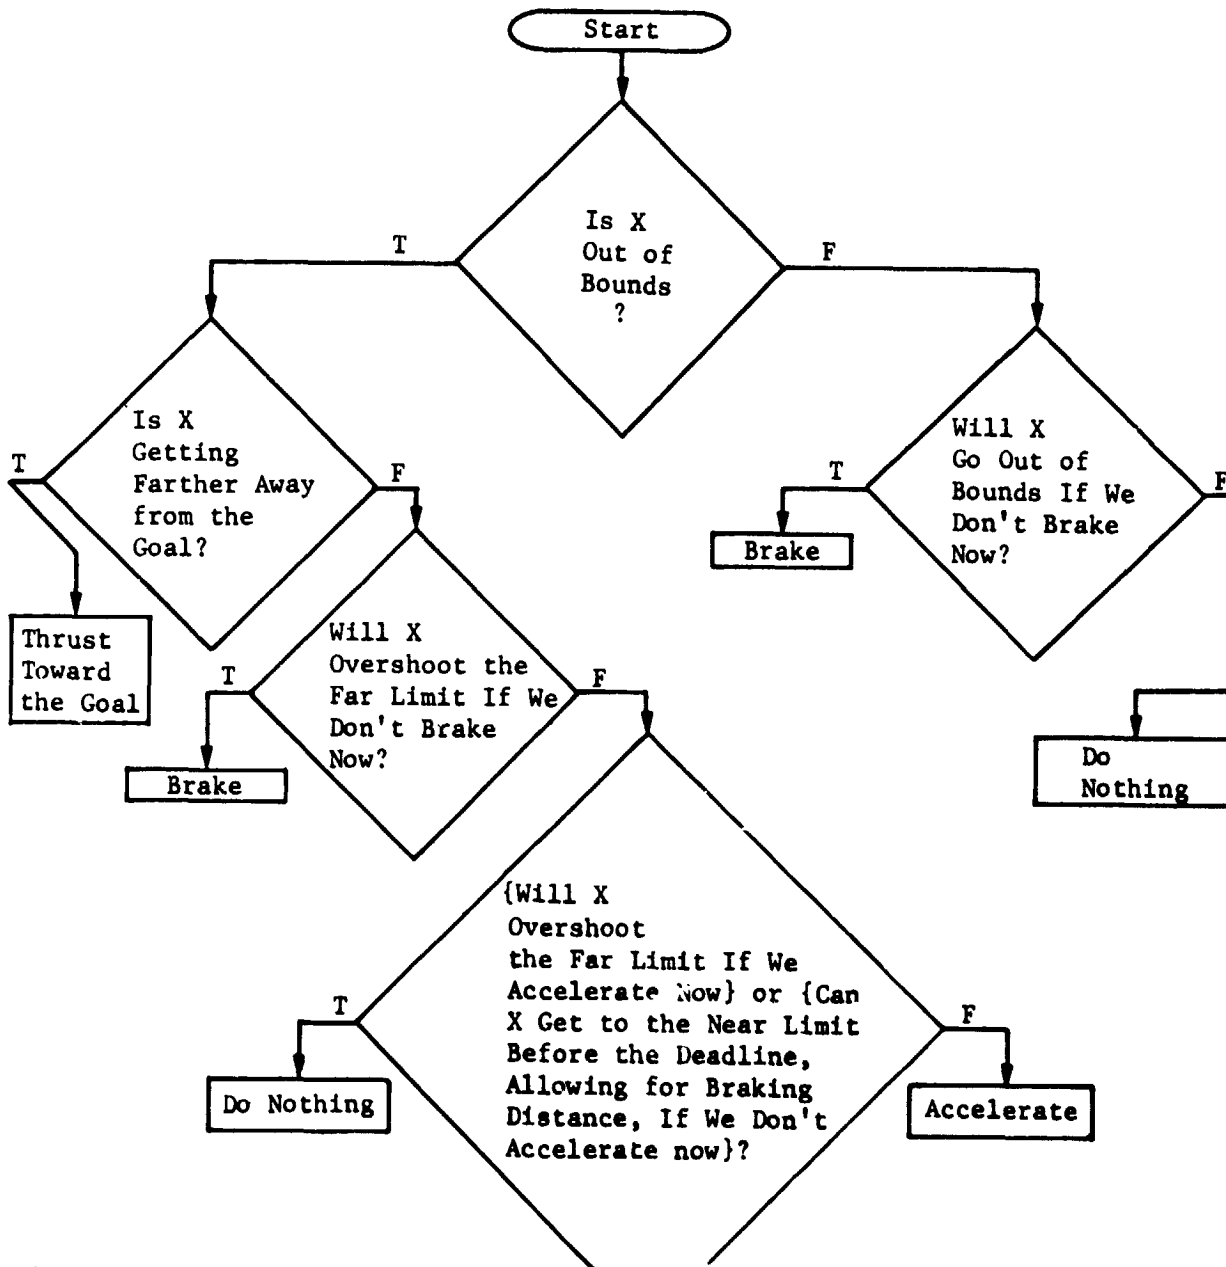 Start
Is X
Out of
Bounds
?
T
F
Is X
Getting
Farther Away
from the
Goal?
T
F
Will X
Go Out of
Bounds If We
Don't Brake
Now?
T
F
Brake
Thrust
Toward
the Goal
Will X
Overshoot the
Far Limit If We
Don't Brake
Now?
T
F
Brake
Do
Nothing
{Will X
Overshoot
the Far Limit If We
Accelerate Now} or {Can
X Get to the Near Limit
Before the Deadline,
Allowing for Braking
Distance, If We Don't
Accelerate now}?
T
F
Do Nothing
Accelerate